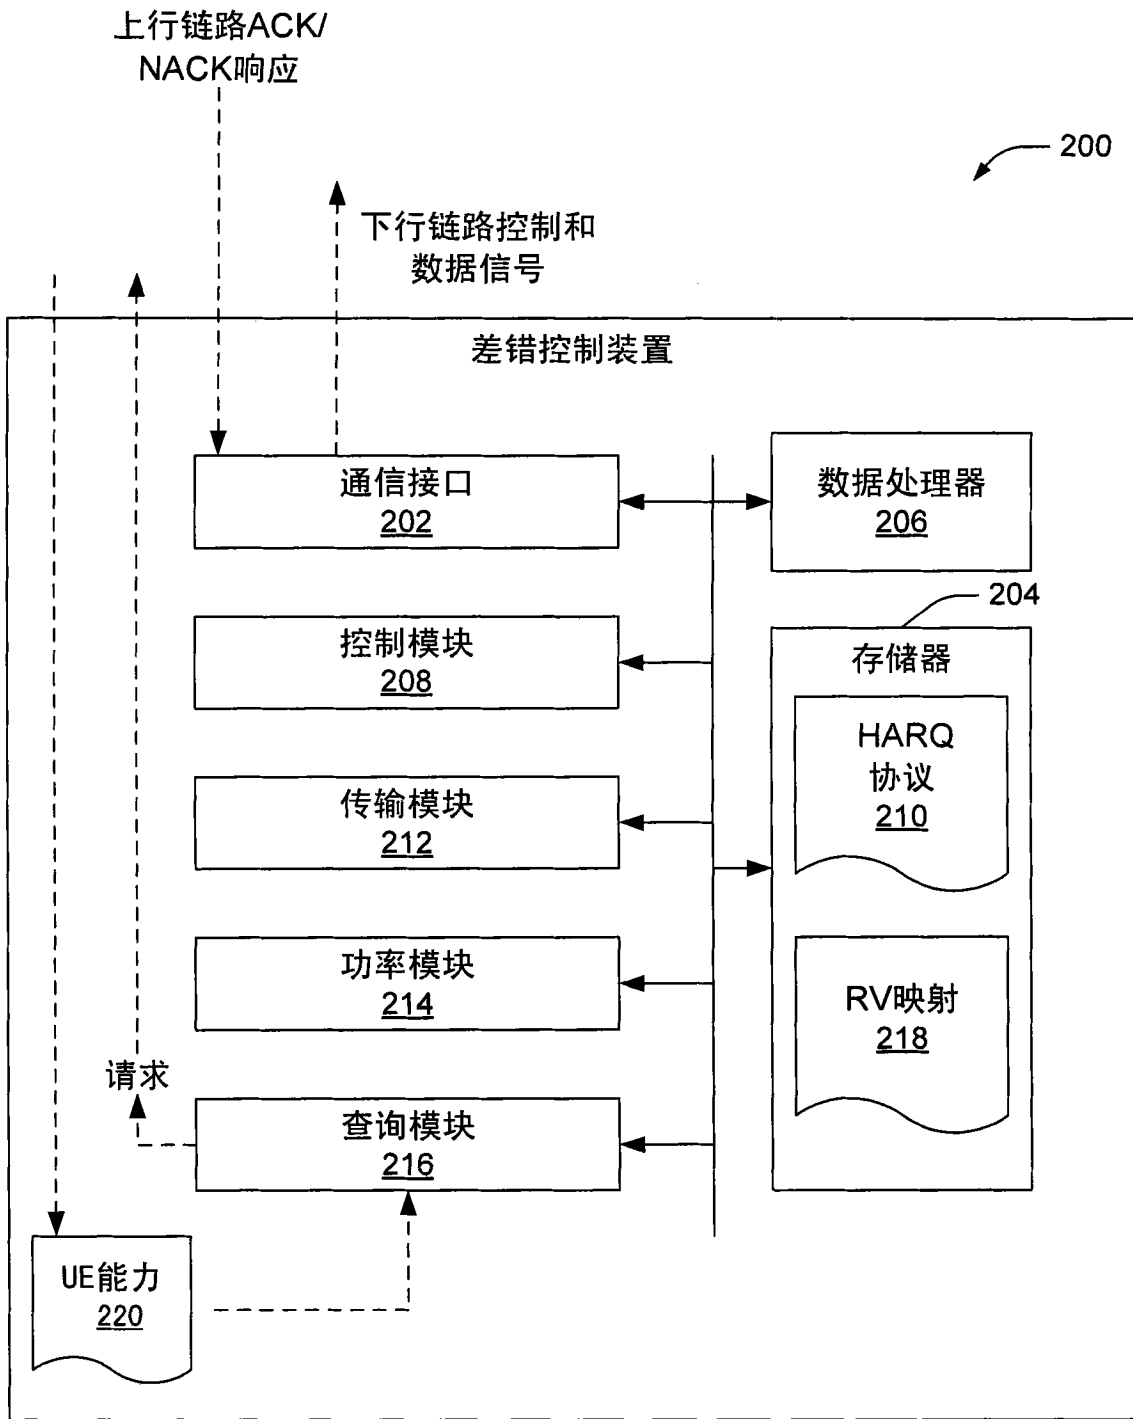 上行链路ACK/
NACK响应
200
下行链路控制和
数据信号
差错控制装置
通信接口
202
数据处理器
206
204
控制模块
208
存储器
HARQ
协议
210
传输模块
212
功率模块
214
RV映射
218
请求
查询模块
216
UE能力
220